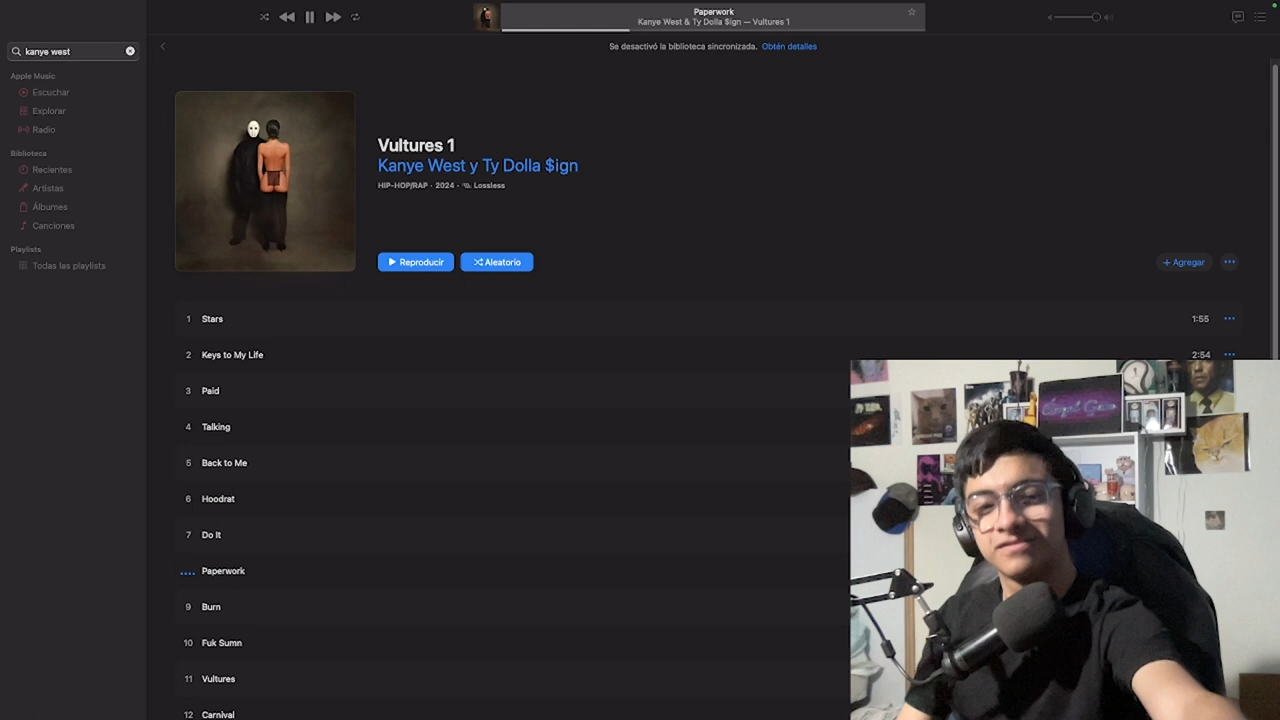 Paperwork
Kanye West & Ty Dolla $ign — Vultures 1
kanye west
Se desactivó la biblioteca sincronizada. Obtén detalles
Apple Music
Escuchar
Explorar
Radio
Biblioteca
Recientes
Artistas
Álbumes
Canciones
Playlists
Todas las playlists
Vultures 1
Kanye West y Ty Dolla $ign
HIP-HOP/RAP · 2024 · Lossless
Reproducir
Aleatorio
+ Agregar
1 Stars 1:55
2 Keys to My Life 2:54
3 Paid
4 Talking
5 Back to Me
6 Hoodrat
7 Do It
Paperwork
9 Burn
10 Fuk Sumn
11 Vultures
12 Carnival